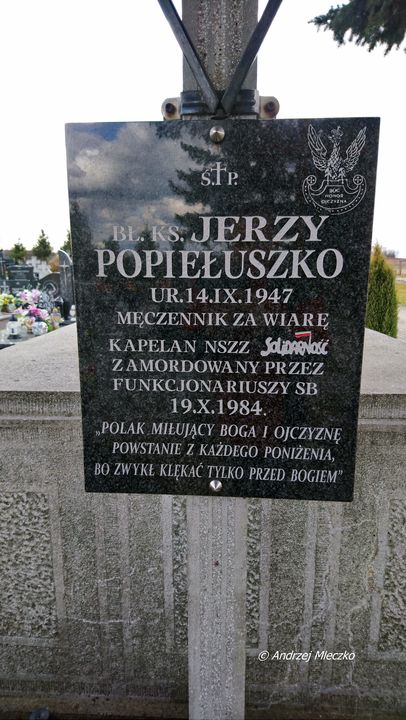 Ś.†P.
BÓG
HONOR
OJCZYZNA
BŁ. KS. JERZY
POPIEŁUSZKO
UR.14.IX.1947
MĘCZENNIK ZA WIARĘ
KAPELAN NSZZ SOLIDARNOŚĆ
ZAMORDOWANY PRZEZ
FUNKCJONARIUSZY SB
19.X.1984.
„POLAK MIŁUJĄCY BOGA I OJCZYZNĘ
POWSTANIE Z KAŻDEGO PONIŻENIA,
BO ZWYKŁ KLĘKAĆ TYLKO PRZED BOGIEM”
© Andrzej Mleczko